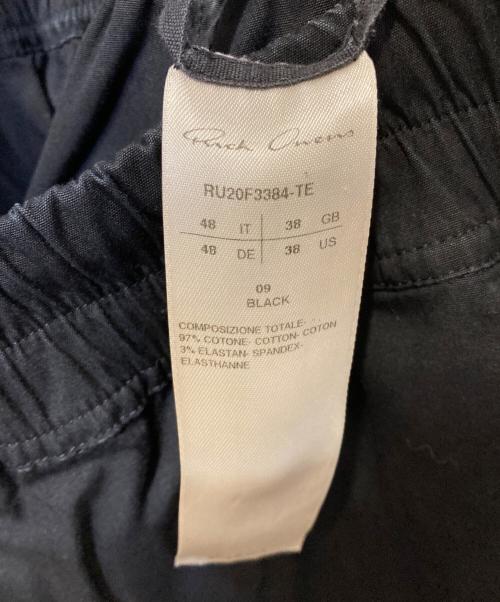 Rick Owens
RU20F3384-TE
48 IT 38 GB
48 DE 38 US
09
BLACK
COMPOSIZIONE TOTALE-
97% COTONE- COTTON- COTON
3% ELASTAN- SPANDEX-
ELASTHANNE